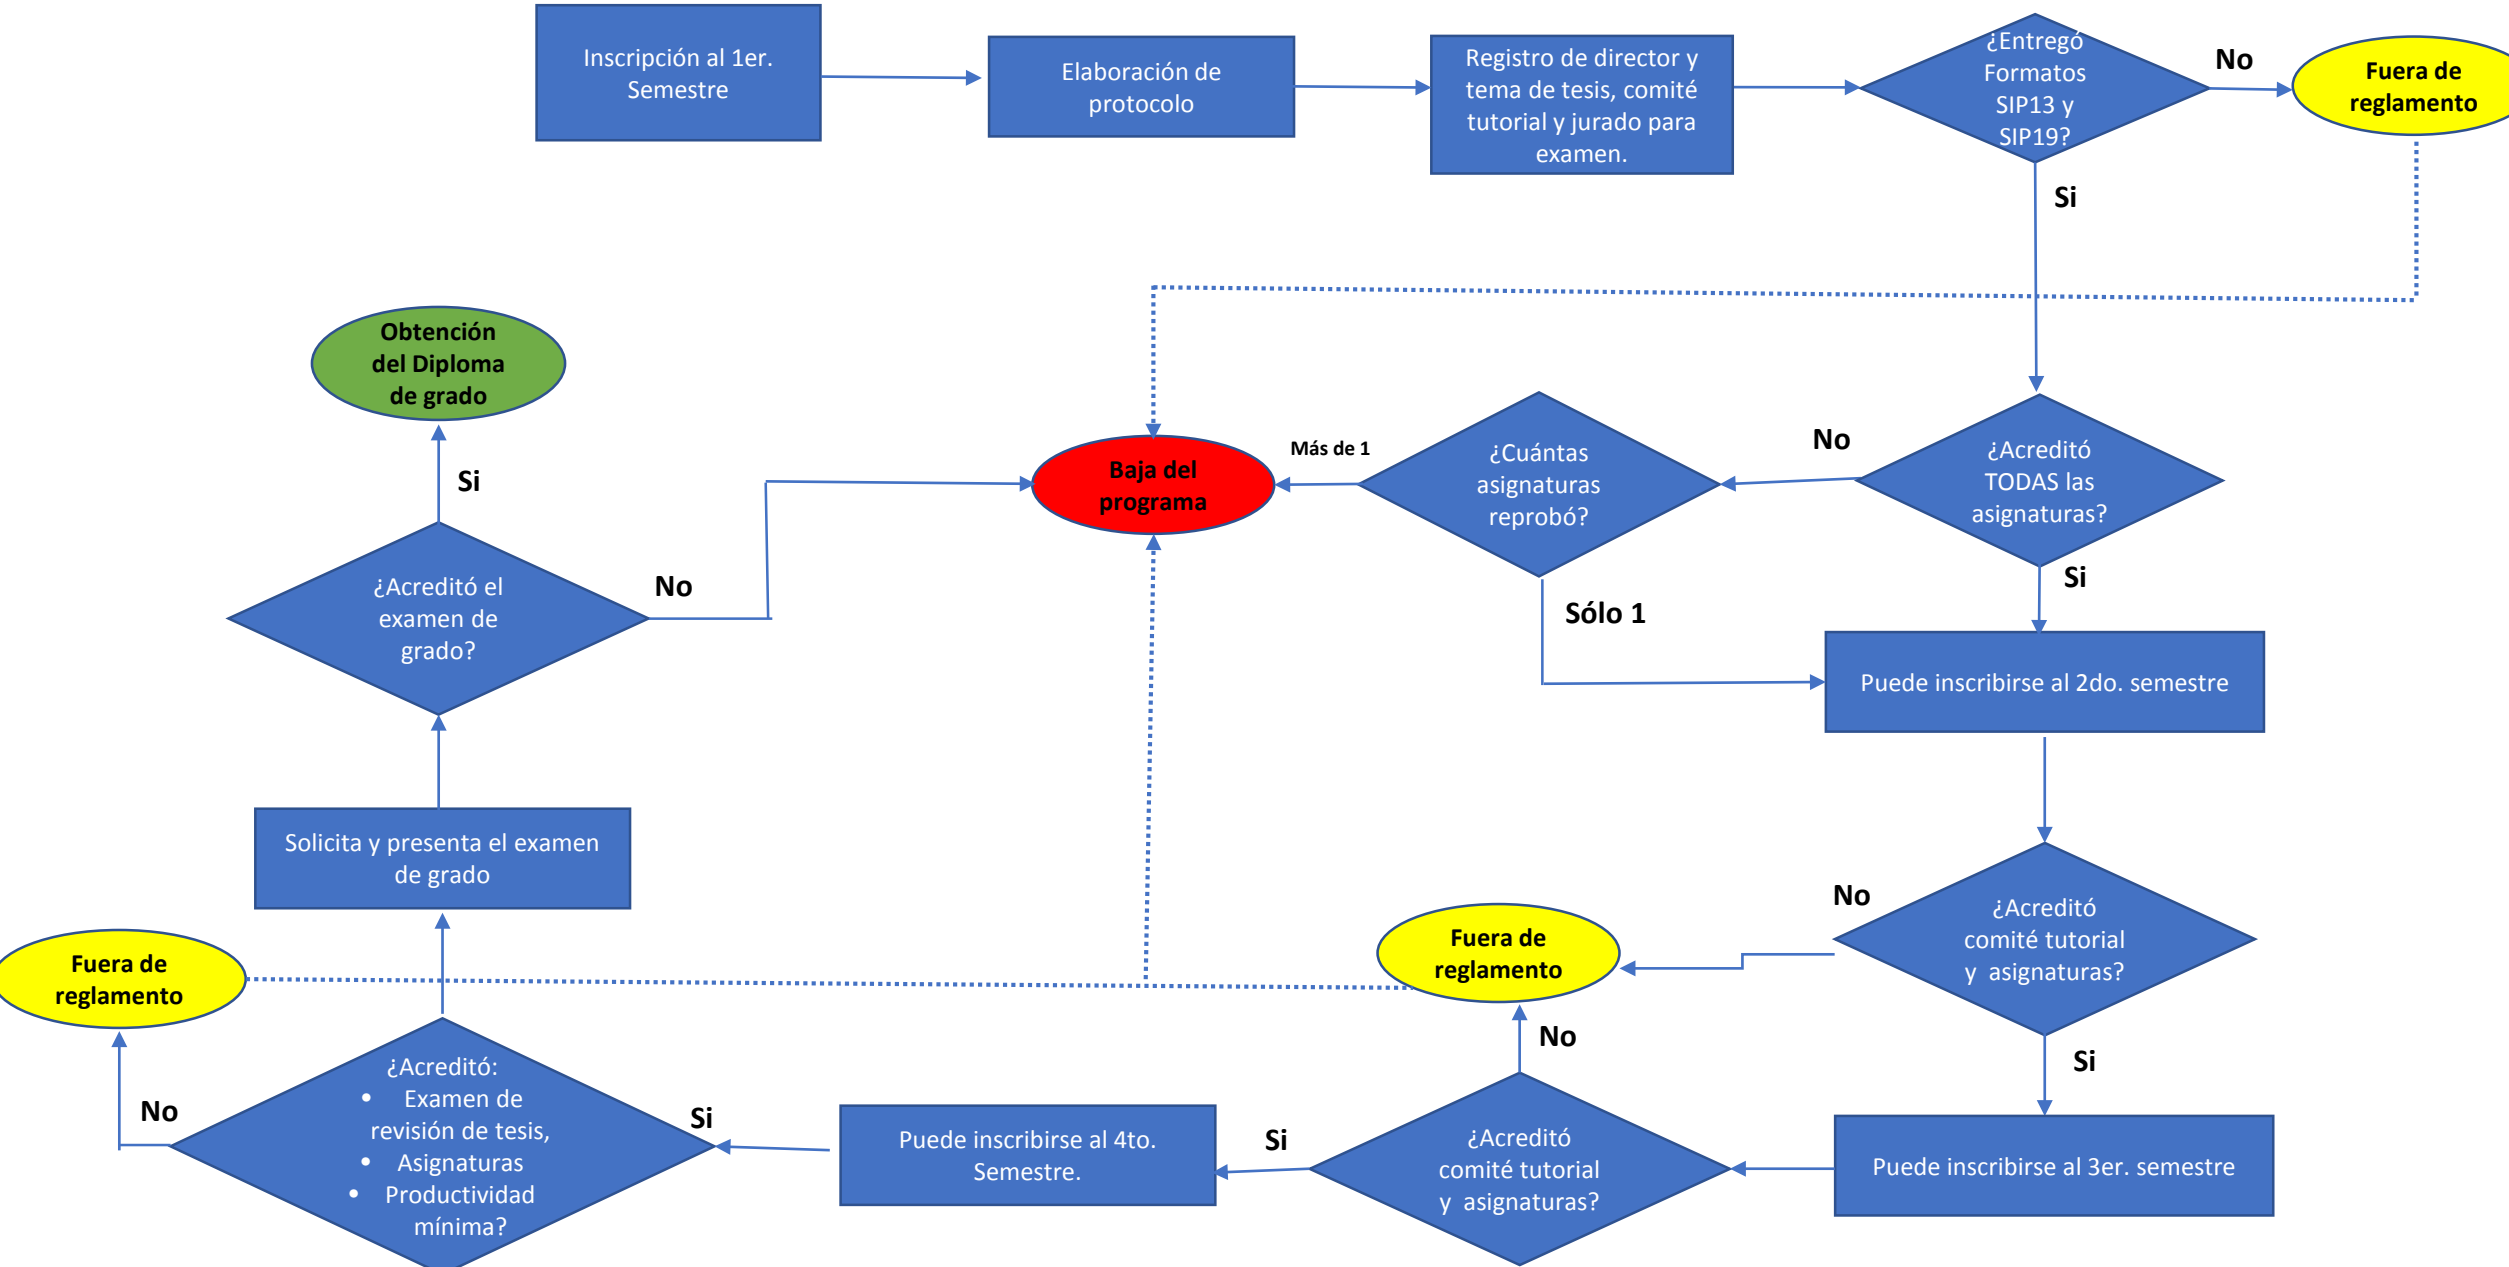 Inscripción al 1er.
Semestre
Elaboración de
protocolo
Registro de director y
tema de tesis, comité
tutorial y jurado para
examen.
¿Entregó
Formatos
SIP13 y
SIP19?
No
Fuera de
reglamento
Si
¿Acreditó
TODAS las
asignaturas?
No
¿Cuántas
asignaturas
reprobó?
Más de 1
Baja del
programa
Sólo 1
Si
Puede inscribirse al 2do. semestre
¿Acreditó
comité tutorial
y asignaturas?
No
Fuera de
reglamento
Si
Puede inscribirse al 3er. semestre
¿Acreditó
comité tutorial
y asignaturas?
No
Si
Puede inscribirse al 4to.
Semestre.
Si
¿Acreditó:
• Examen de
revisión de tesis,
• Asignaturas
• Productividad
mínima?
No
Fuera de
reglamento
Solicita y presenta el examen
de grado
¿Acreditó el
examen de
grado?
No
Si
Obtención
del Diploma
de grado